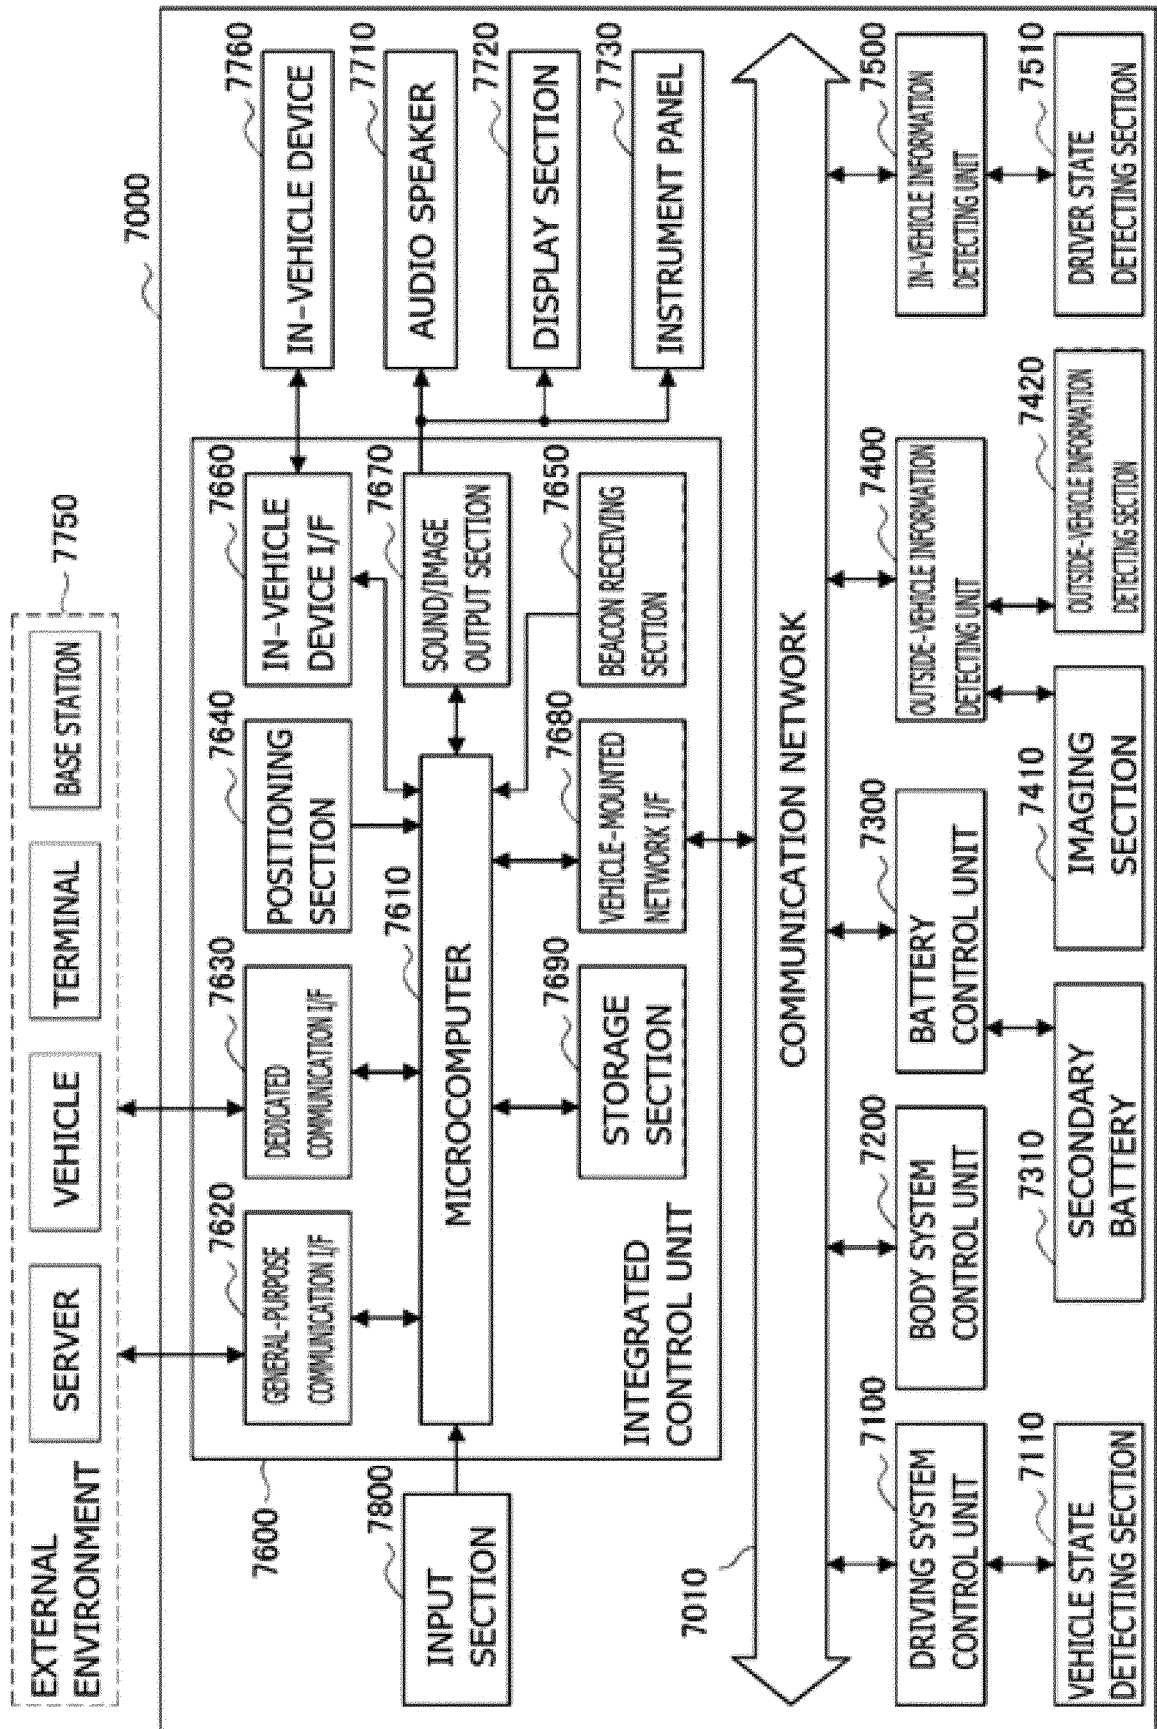 EXTERNAL
ENVIRONMENT
SERVER
VEHICLE
TERMINAL
BASE STATION
7750
7000
7600
7620
GENERAL-PURPOSE
COMMUNICATION I/F
7630
DEDICATED
COMMUNICATION I/F
7640
POSITIONING
SECTION
7660
IN-VEHICLE
DEVICE I/F
7760
IN-VEHICLE DEVICE
7800
INPUT
SECTION
7610
MICROCOMPUTER
7670
SOUND/IMAGE
OUTPUT SECTION
7710
AUDIO SPEAKER
7720
DISPLAY SECTION
INTEGRATED
CONTROL UNIT
7690
STORAGE
SECTION
7680
VEHICLE-MOUNTED
NETWORK I/F
7650
BEACON RECEIVING
SECTION
7730
INSTRUMENT PANEL
7010
COMMUNICATION NETWORK
7100
DRIVING SYSTEM
CONTROL UNIT
7200
BODY SYSTEM
CONTROL UNIT
7300
BATTERY
CONTROL UNIT
7400
OUTSIDE-VEHICLE INFORMATION
DETECTING UNIT
7500
IN-VEHICLE INFORMATION
DETECTING UNIT
7110
VEHICLE STATE
DETECTING SECTION
7310
SECONDARY
BATTERY
7410
IMAGING
SECTION
7420
OUTSIDE-VEHICLE INFORMATION
DETECTING SECTION
7510
DRIVER STATE
DETECTING SECTION